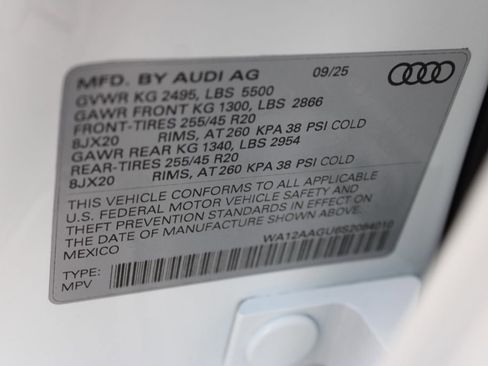 MFD. BY AUDI AG 09/25
GVWR KG 2495, LBS 5500
GAWR FRONT KG 1300, LBS 2866
FRONT-TIRES 255/45 R20
8JX20 RIMS, AT 260 KPA 38 PSI COLD
GAWR REAR KG 1340, LBS 2954
REAR-TIRES 255/45 R20
8JX20 RIMS, AT 260 KPA 38 PSI COLD
THIS VEHICLE CONFORMS TO ALL APPLICABLE
U.S. FEDERAL MOTOR VEHICLE SAFETY AND
THEFT PREVENTION STANDARDS IN EFFECT ON
THE DATE OF MANUFACTURE SHOWN ABOVE
MEXICO WA12AAGU6S2084010
TYPE:
MPV